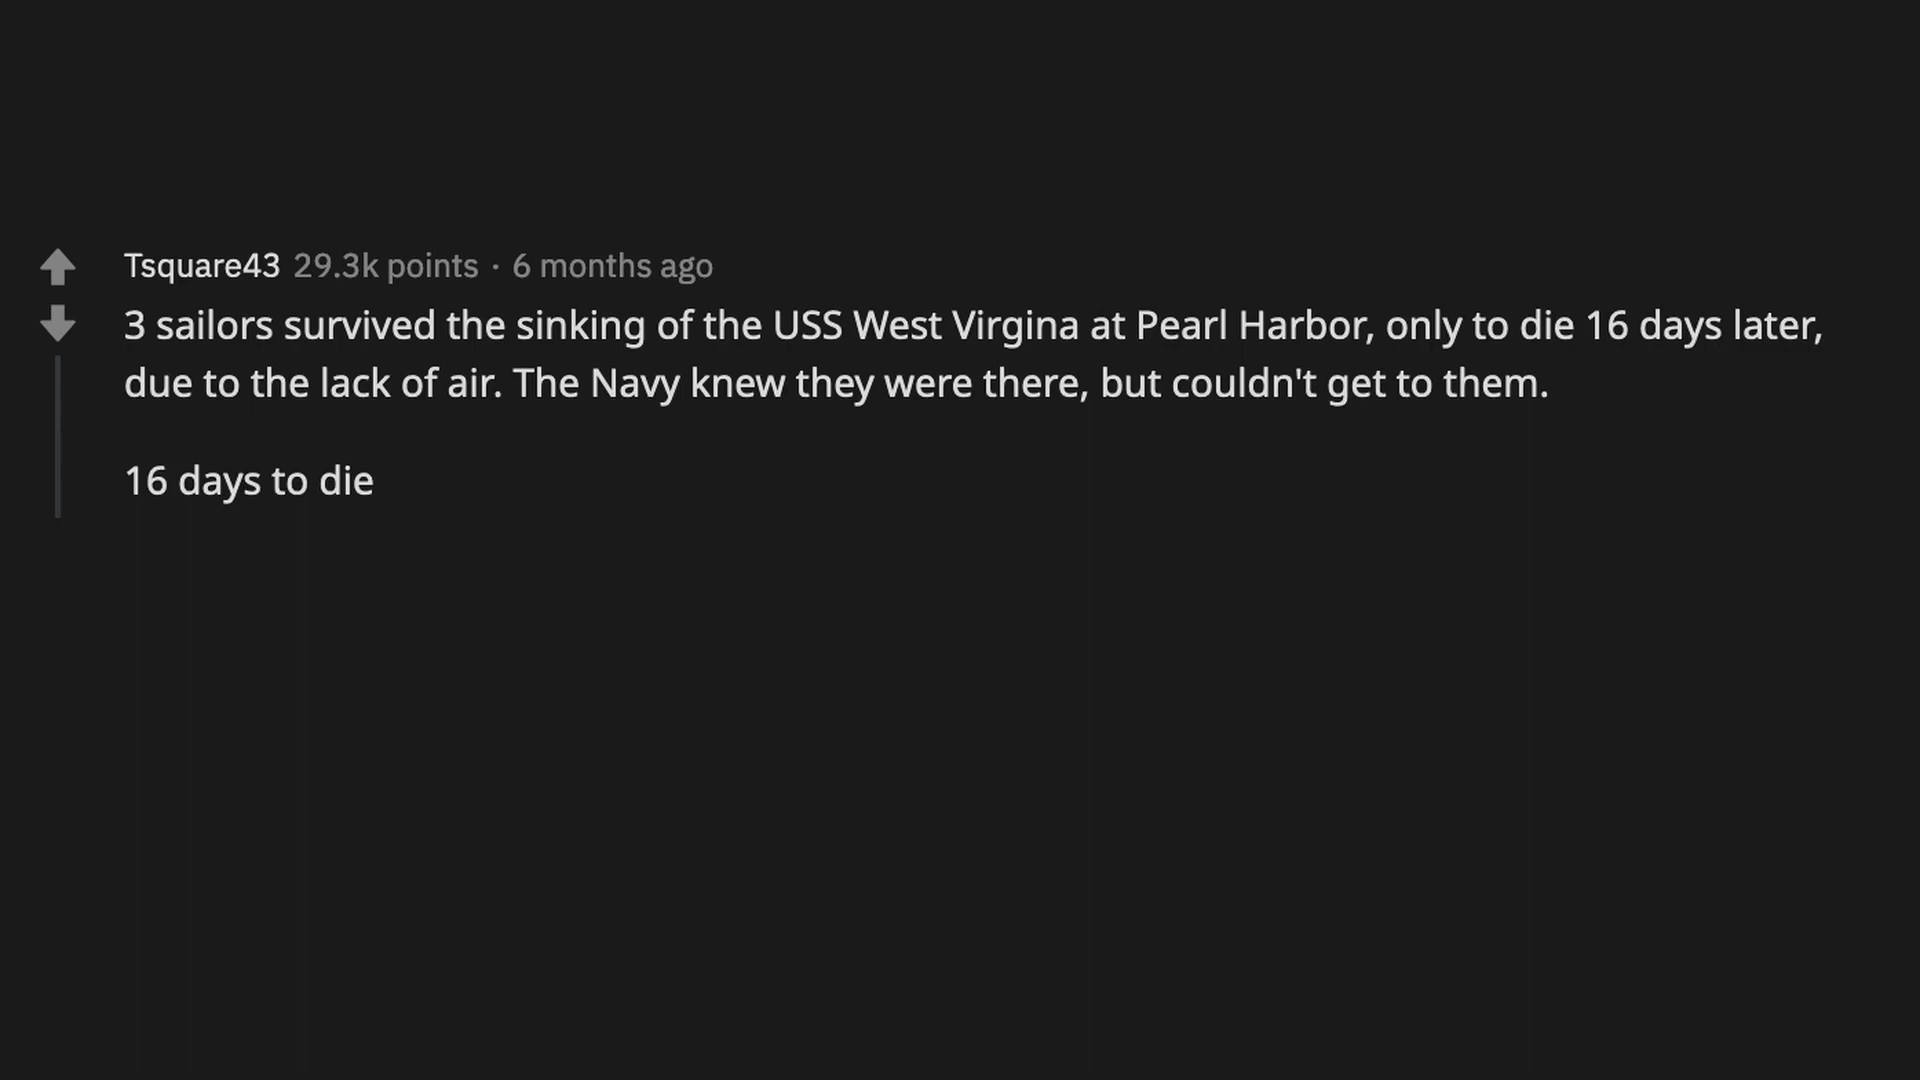 Tsquare43 29.3k points · 6 months ago
3 sailors survived the sinking of the USS West Virgina at Pearl Harbor, only to die 16 days later,
due to the lack of air. The Navy knew they were there, but couldn't get to them.
16 days to die